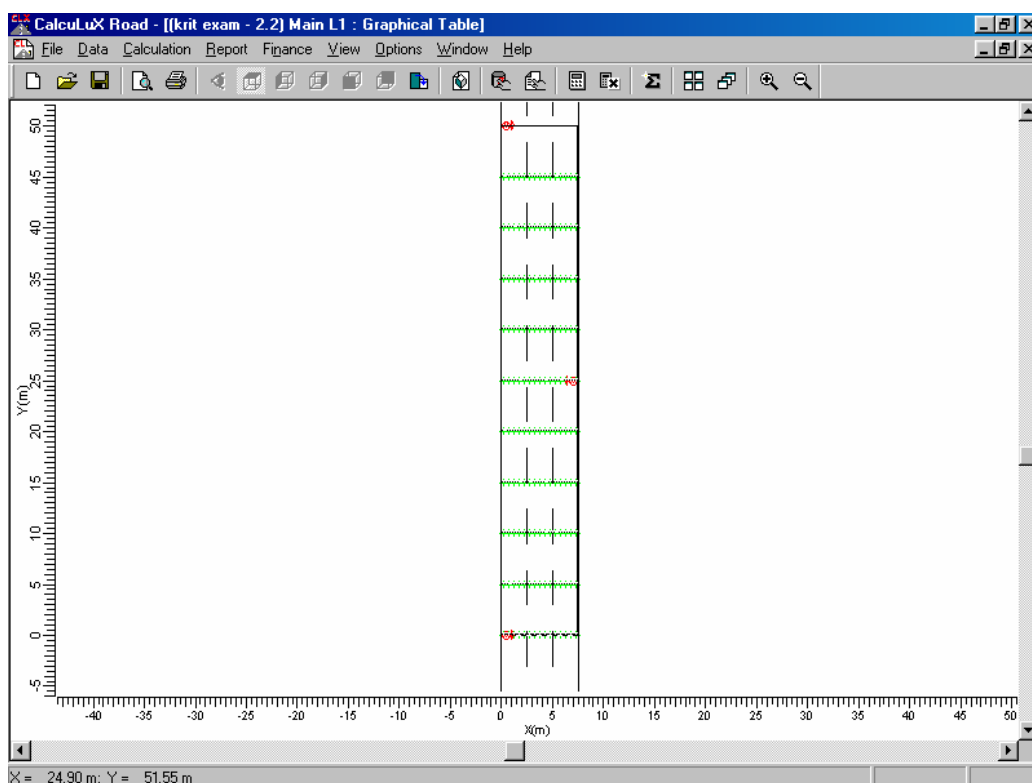 CalcuLuX Road - [(krit exam - 2.2) Main L1 : Graphical Table]
File Data Calculation Report Finance View Options Window Help
50
45
40
35
30
25
20
15
10
5
0
-5
Y(m)
-40 -35 -30 -25 -20 -15 -10 -5 0 5 10 15 20 25 30 35 40 45 50
X(m)
X = 24.90 m; Y = 51.55 m